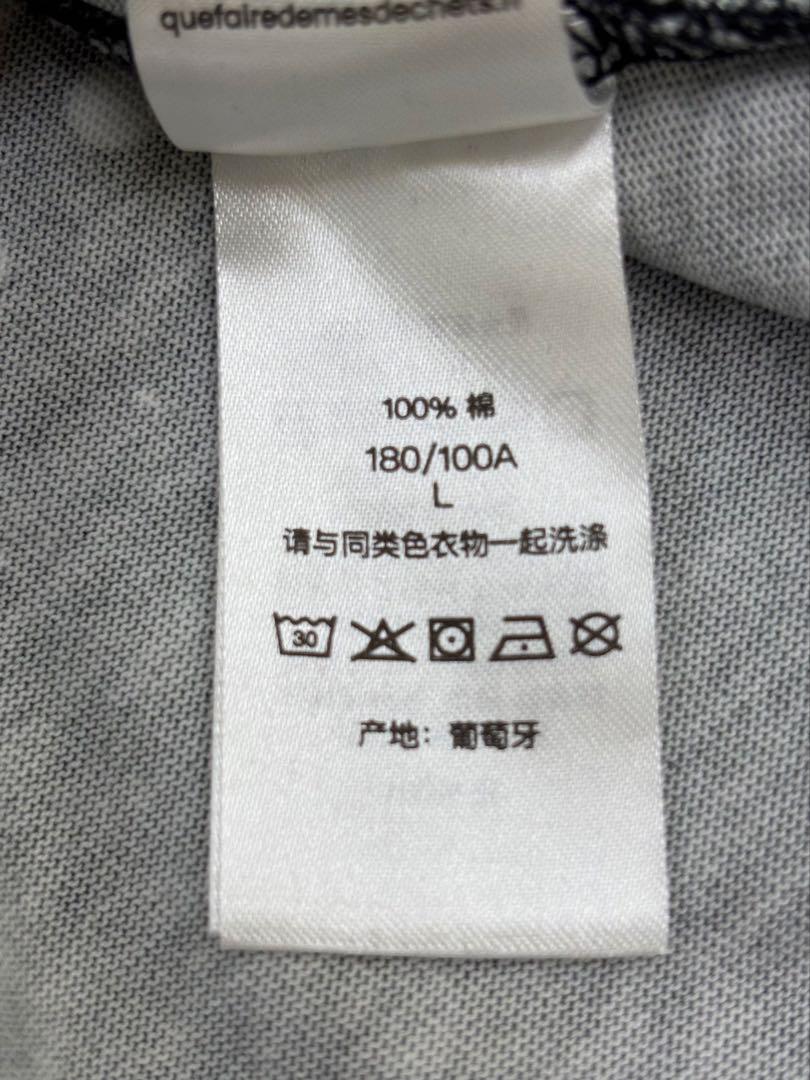 quefairedemesdechets.fr
100% 棉
180/100A
L
请与同类色衣物一起洗涤
30
产地：葡萄牙